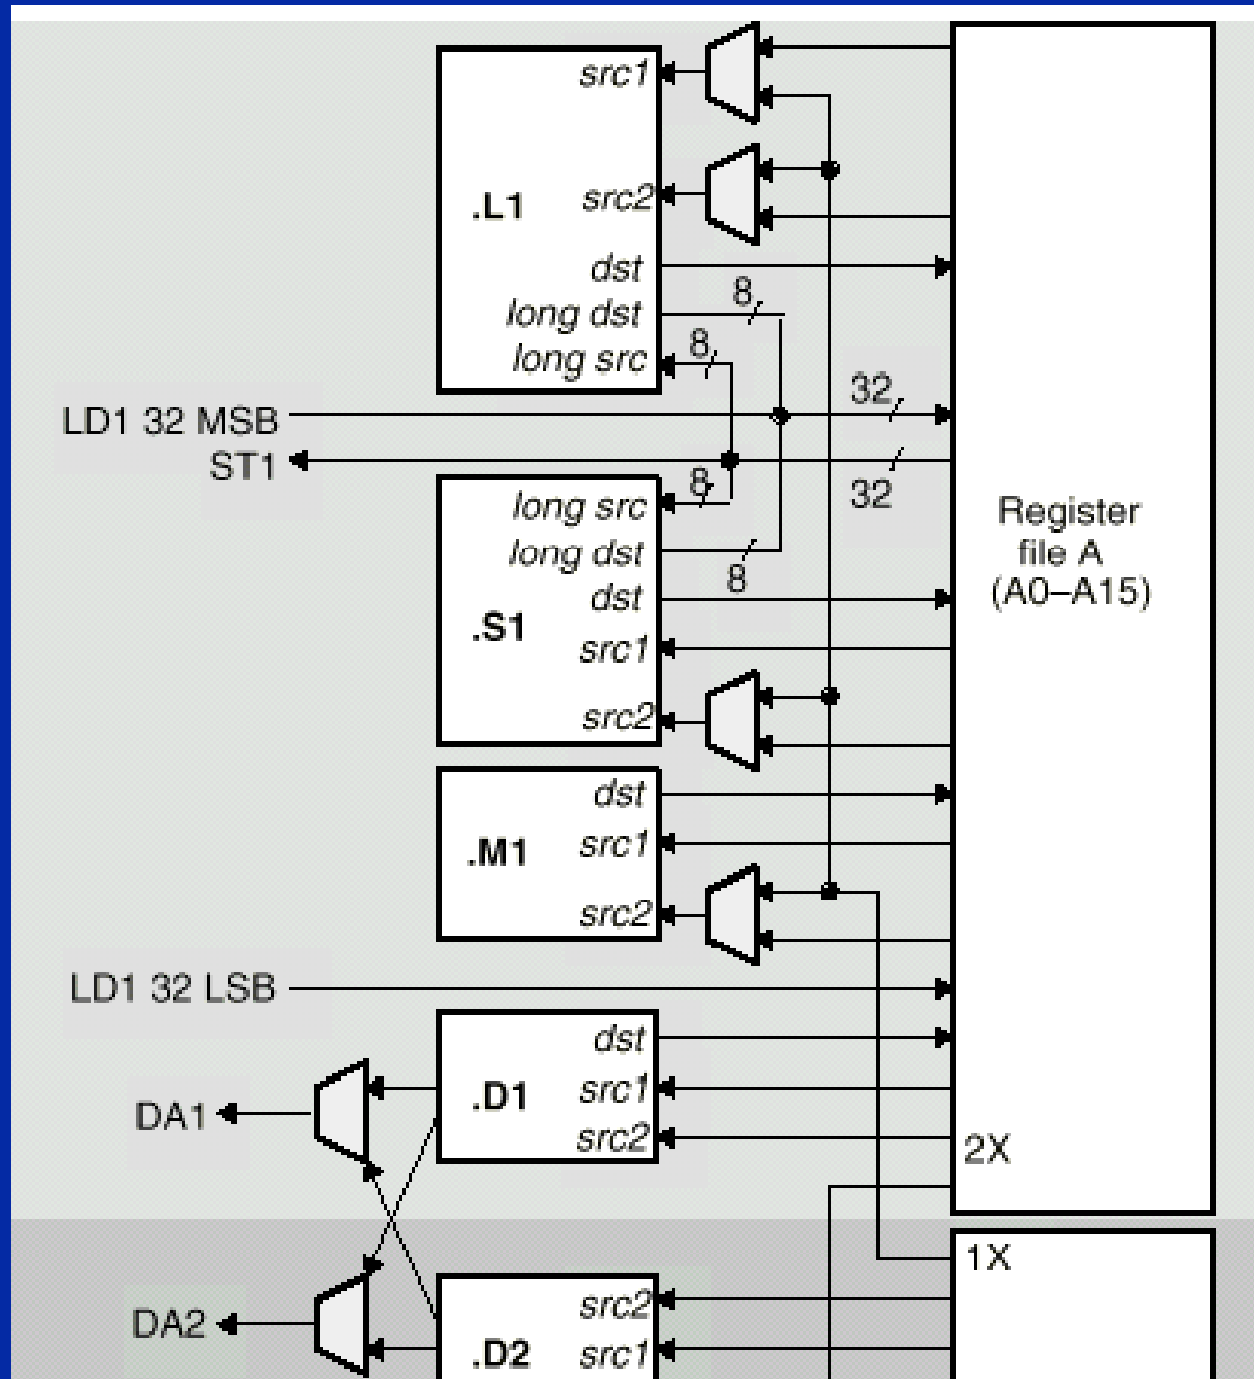 src1
.L1
src2
dst
8
long dst
8
long src
LD1 32 MSB
32
ST1
8
32
long src
long dst
8
dst
.S1
src1
src2
Register
file A
(A0–A15)
dst
.M1
src1
src2
LD1 32 LSB
dst
.D1
src1
src2
DA1
2X
1X
DA2
src2
.D2
src1